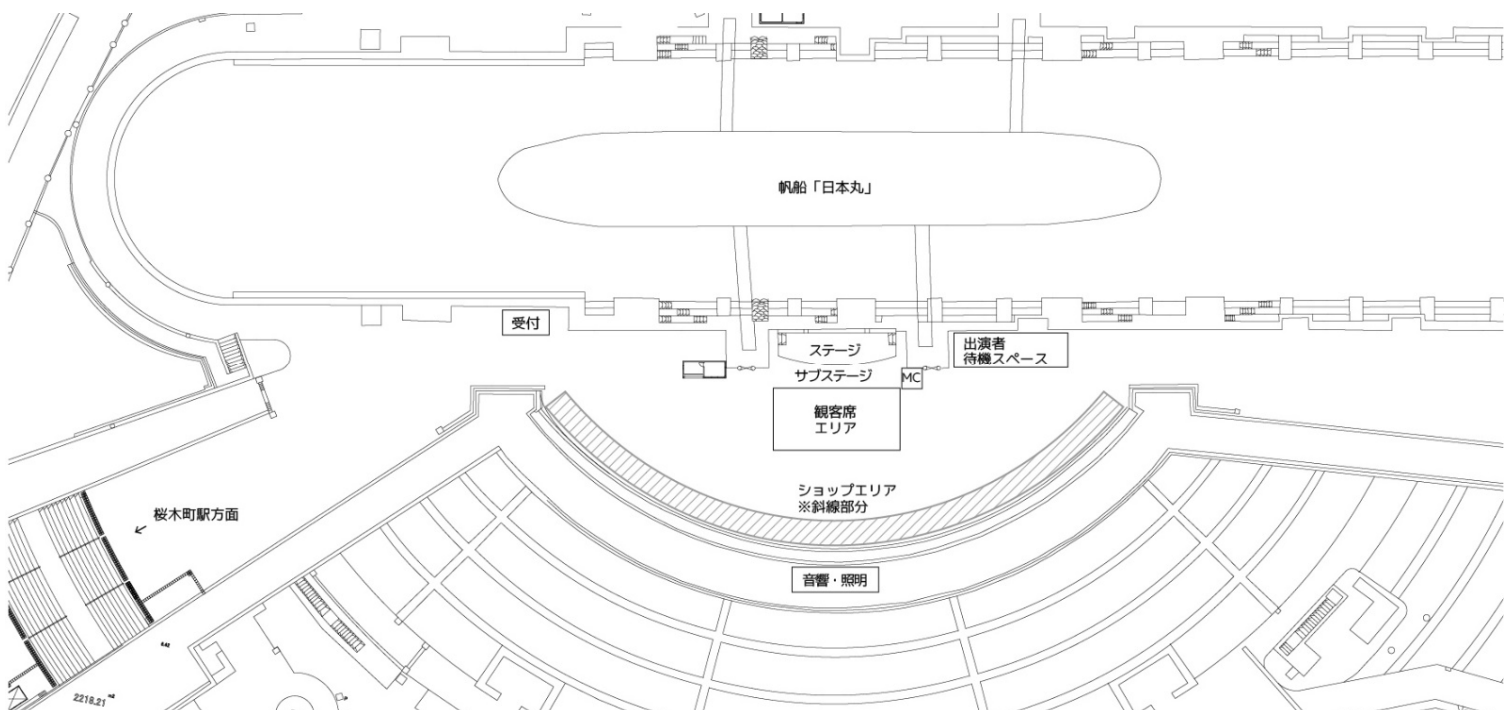 帆船「日本丸」
受付
ステージ
出演者
待機スペース
サブステージ
MC
観客席
エリア
ショップエリア
※斜線部分
桜木町駅方面
音響・照明
2218.21